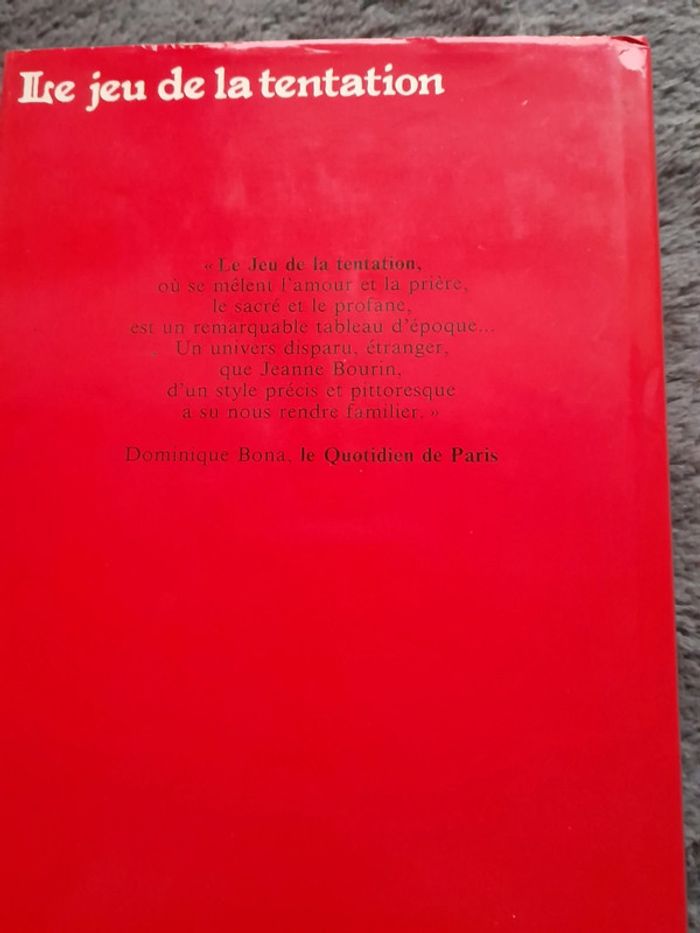 Le jeu de la tentation
« Le Jeu de la tentation,
où se mêlent l'amour et la prière,
le sacré et le profane,
est un remarquable tableau d'époque...
Un univers disparu, étranger,
que Jeanne Bourin,
d'un style précis et pittoresque
a su nous rendre familier. »
Dominique Bona, le Quotidien de Paris